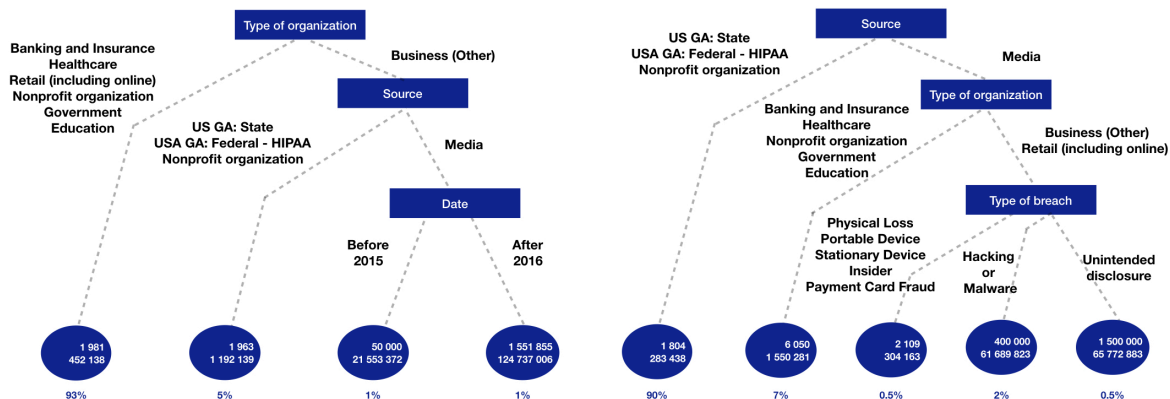 Type of organization
Banking and Insurance
Healthcare
Retail (including online)
Nonprofit organization
Government
Education
Business (Other)
Source
US GA: State
USA GA: Federal - HIPAA
Nonprofit organization
Media
Date
Before
2015
After
2016
1 981
452 138
93%
1 963
1 192 139
5%
50 000
21 553 372
1%
1 551 855
124 737 006
1%
Source
US GA: State
USA GA: Federal - HIPAA
Nonprofit organization
Media
Type of organization
Banking and Insurance
Healthcare
Nonprofit organization
Government
Education
Business (Other)
Retail (including online)
Type of breach
Physical Loss
Portable Device
Stationary Device
Insider
Payment Card Fraud
Hacking
or
Malware
Unintended
disclosure
1 804
283 438
90%
6 050
1 550 281
7%
2 109
304 163
0.5%
400 000
61 689 823
2%
1 500 000
65 772 883
0.5%